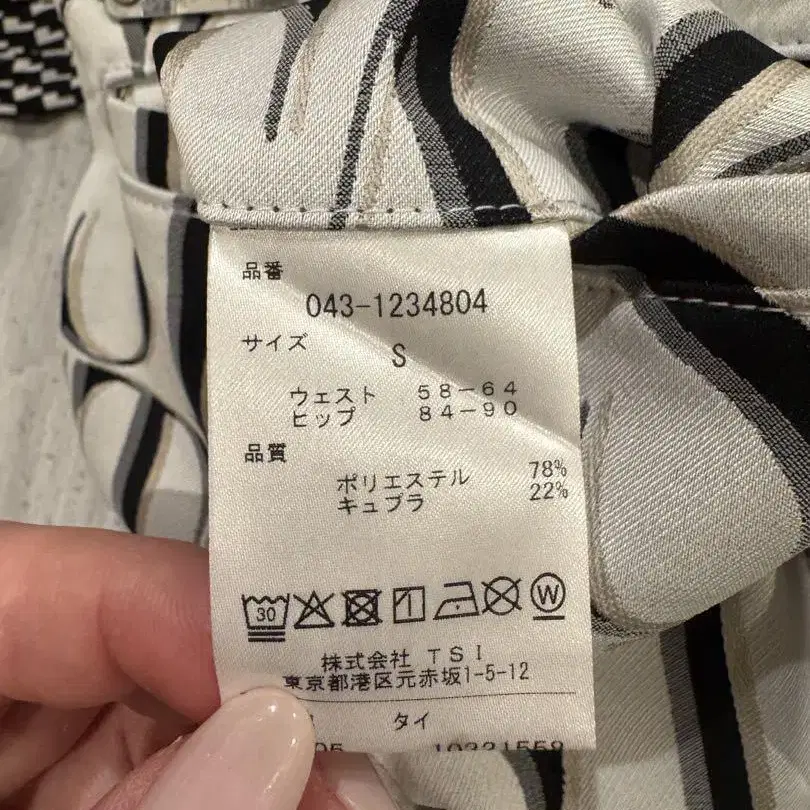 品番
043-1234804
サイズ
S
ウェスト 58-64
ヒップ 84-90
品質
ポリエステル 78%
キュプラ 22%
30 W
株式会社 TSI
東京都港区元赤坂1-5-12
タイ